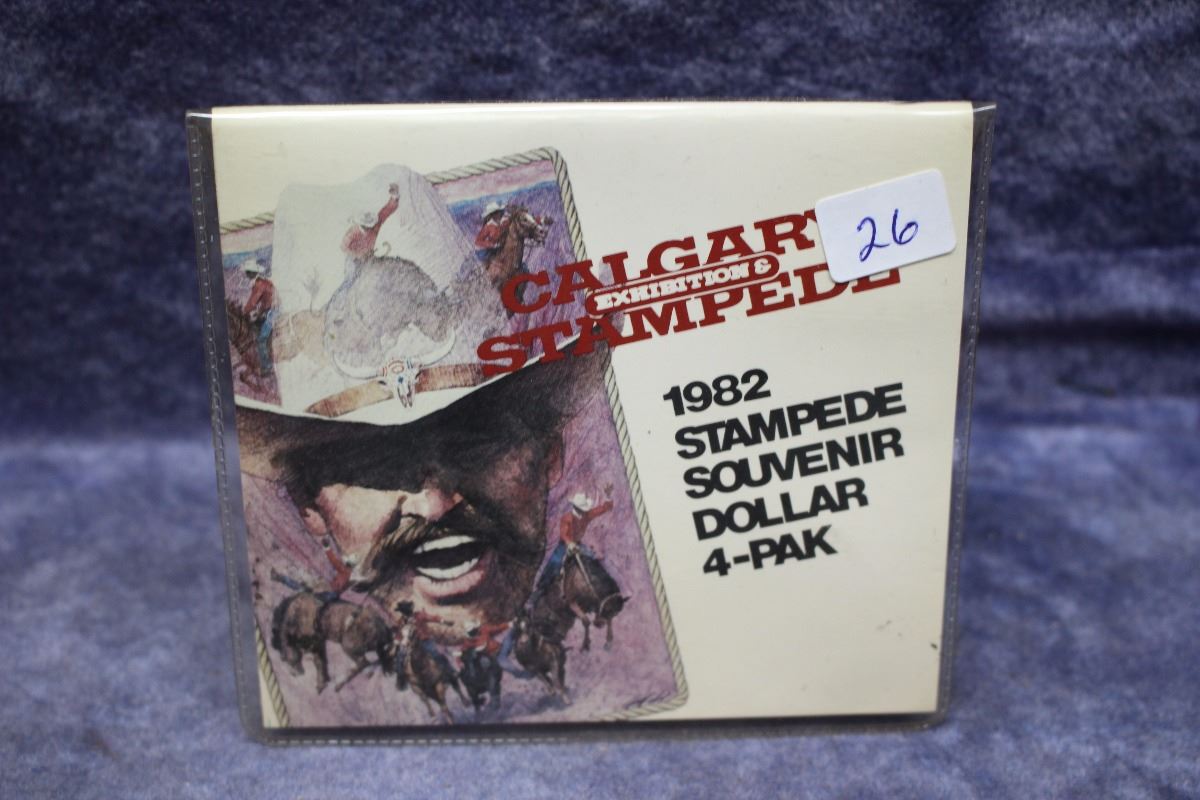 CALGARY
EXHIBITION &
STAMPEDE
26
1982
STAMPEDE
SOUVENIR
DOLLAR
4-PAK